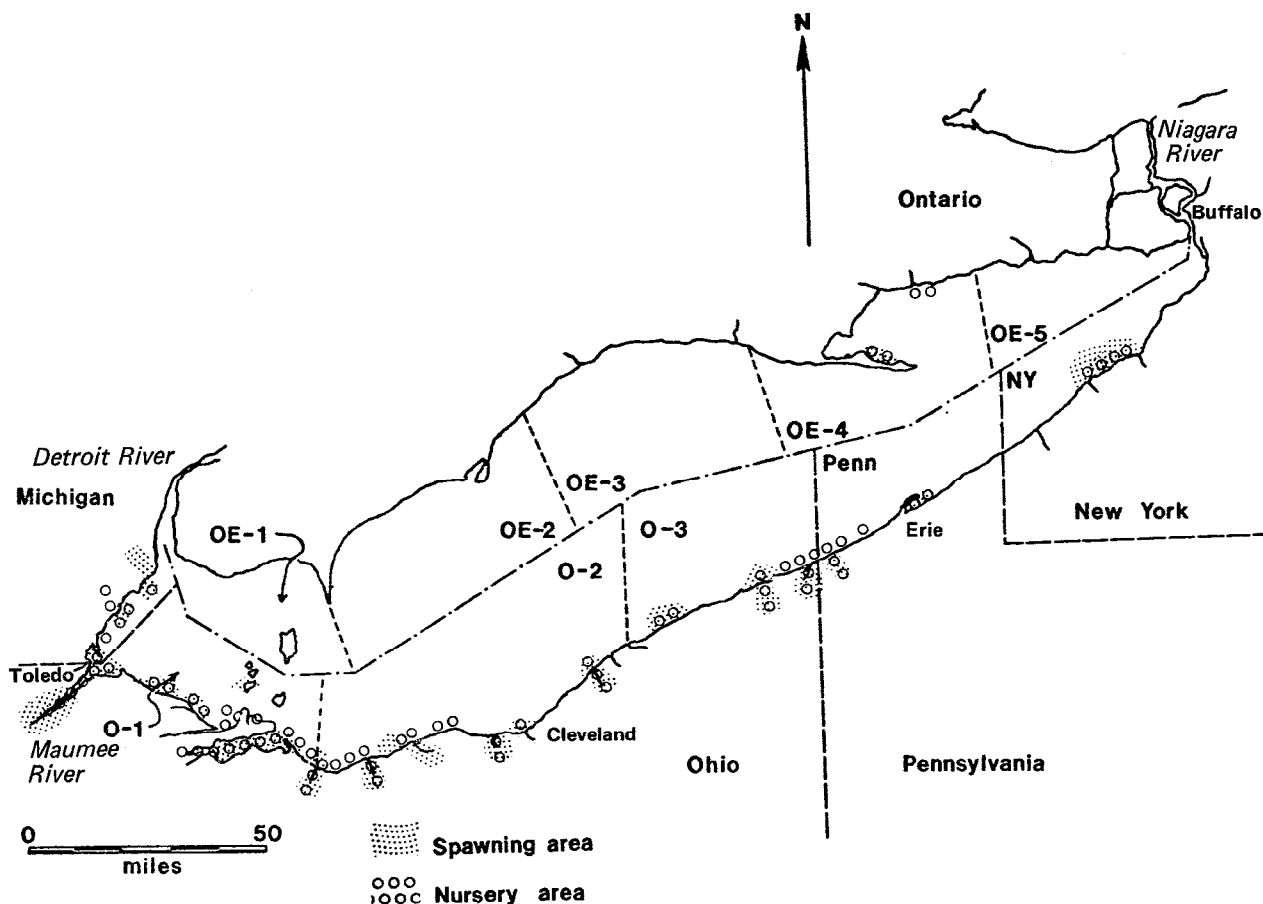 N
Niagara
River
Ontario
Buffalo
OE-5
NY
OE-4
Penn
Detroit River
Michigan
OE-1
OE-3
OE-2
O-3
O-2
New York
Erie
Toledo
O-1
Maumee
River
Cleveland
Ohio
Pennsylvania
0 50
miles
Spawning area
Nursery area